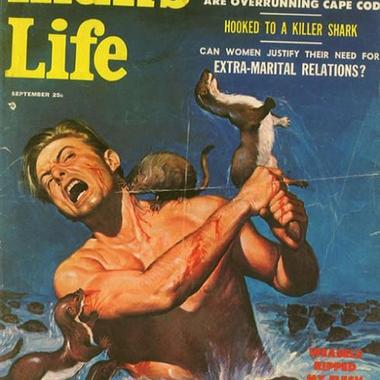 Man's
Life
ARE OVERRUNNING CAPE COD
HOOKED TO A KILLER SHARK
CAN WOMEN JUSTIFY THEIR NEED FOR
EXTRA-MARITAL RELATIONS?
SEPTEMBER 25c
WEASELS
RIPPED
MY FLESH